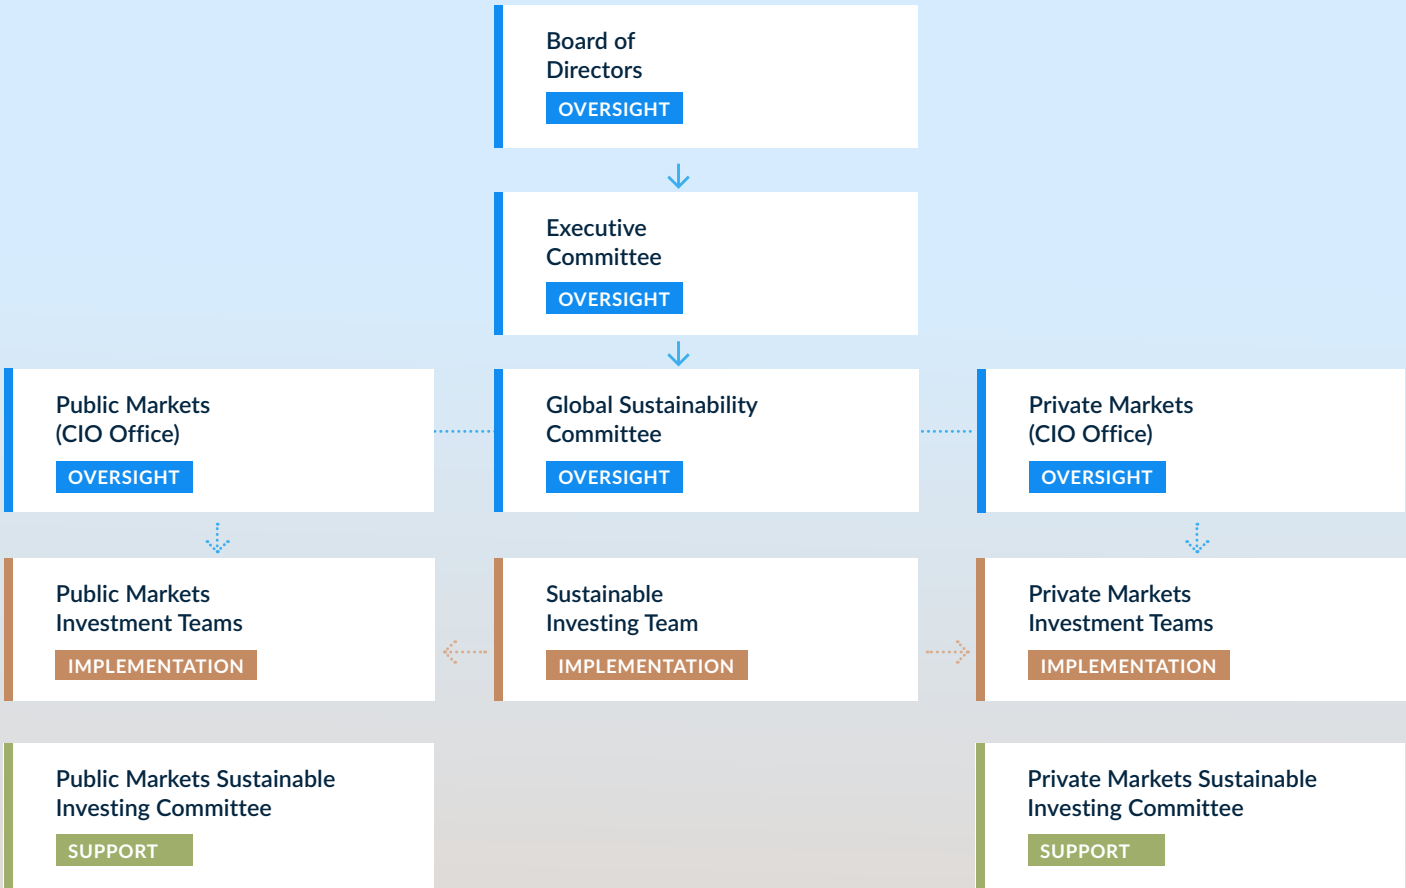 Board of
Directors
OVERSIGHT
Executive
Committee
OVERSIGHT
Public Markets
(CIO Office)
OVERSIGHT
Global Sustainability
Committee
OVERSIGHT
Private Markets
(CIO Office)
OVERSIGHT
Public Markets
Investment Teams
IMPLEMENTATION
Sustainable
Investing Team
IMPLEMENTATION
Private Markets
Investment Teams
IMPLEMENTATION
Public Markets Sustainable
Investing Committee
SUPPORT
Private Markets Sustainable
Investing Committee
SUPPORT